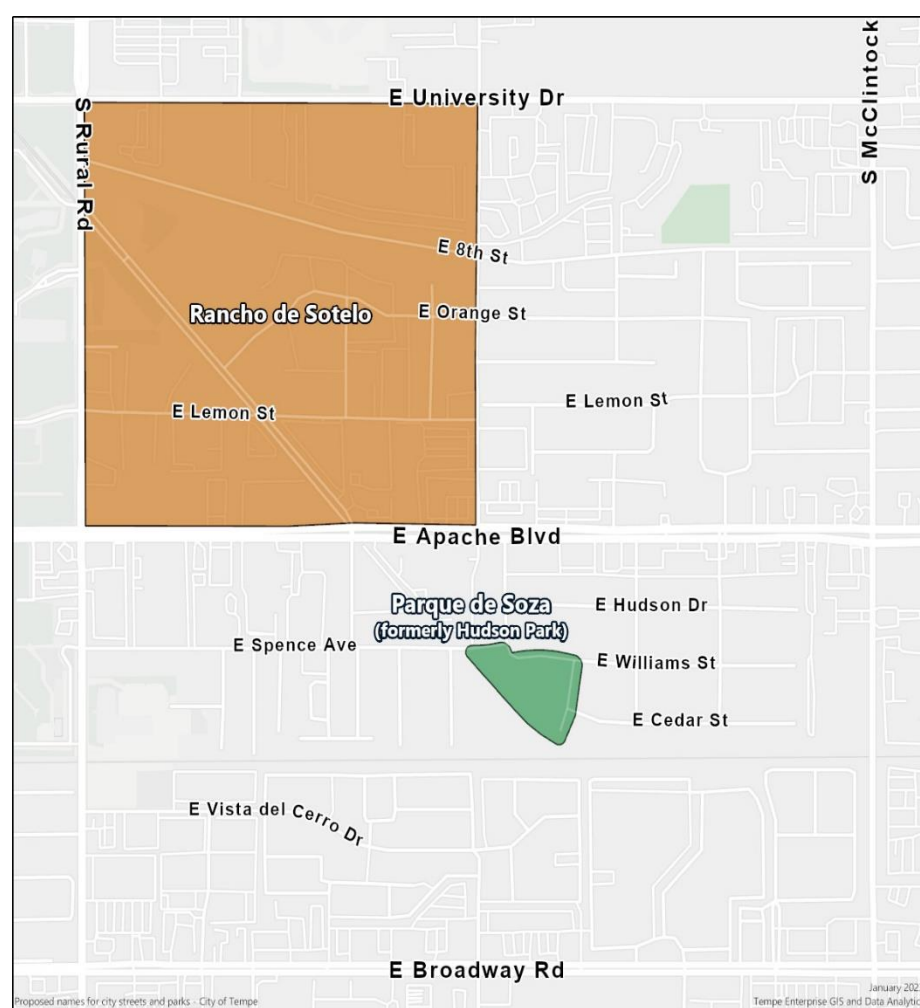 E University Dr
S Rural Rd
S McClintock
E 8th St
Rancho de Sotelo
E Orange St
E Lemon St
E Lemon St
E Apache Blvd
Parque de Soza
(formerly Hudson Park)
E Hudson Dr
E Spence Ave
E Williams St
E Cedar St
E Vista del Cerro Dr
E Broadway Rd
January 202
Proposed names for city streets and parks - City of Tempe
Tempe Enterprise GIS and Data Analytic